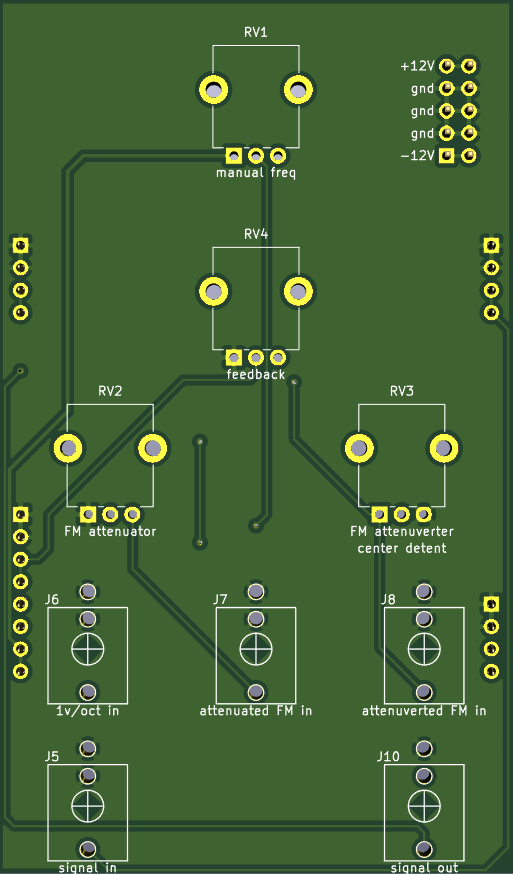 RV1
+12V
gnd
gnd
gnd
-12V
manual freq
RV4
feedback
RV2
RV3
FM attenuator
FM attenuverter
center detent
J6
J7
J8
1v/oct in
attenuated FM in
attenuverted FM in
J5
J10
signal in
signal out